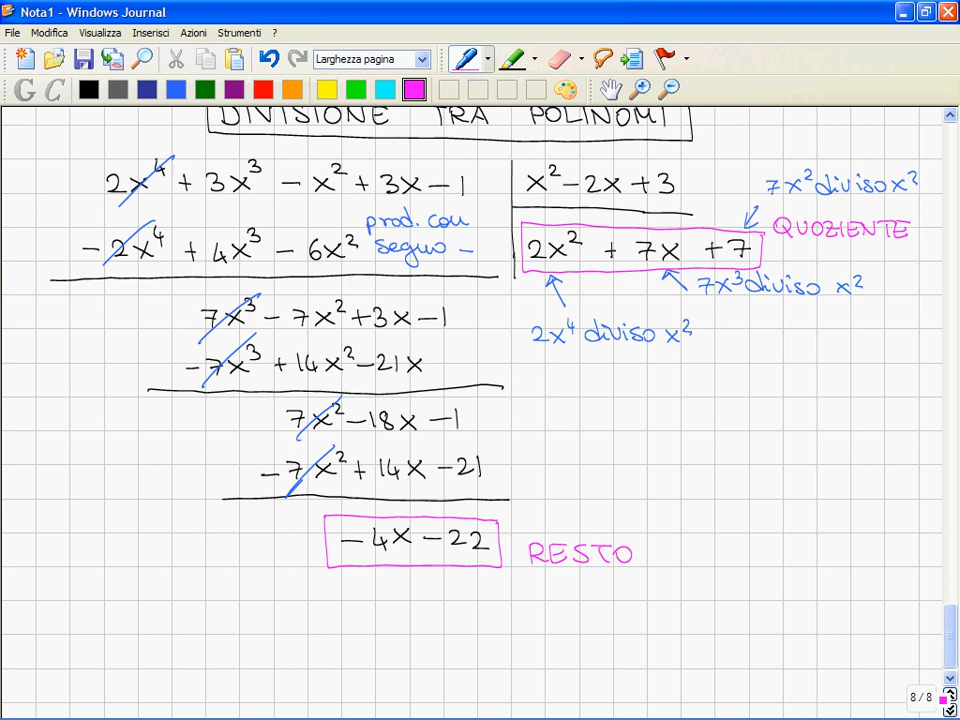 Nota1 - Windows Journal
File Modifica Visualizza Inserisci Azioni Strumenti ?
Larghezza pagina
G C
DIVISIONE TRA POLINOMI
2x⁴ + 3x³ - x² + 3x - 1
x² - 2x + 3
7x² diviso x²
- 2x⁴ + 4x³ - 6x²
prod. con
segno -
2x² + 7x + 7
QUOZIENTE
7x³ diviso x²
2x⁴ diviso x²
7x³ - 7x² + 3x - 1
- 7x³ + 14x² - 21x
7x² - 18x - 1
- 7x² + 14x - 21
- 4x - 22
RESTO
8/8